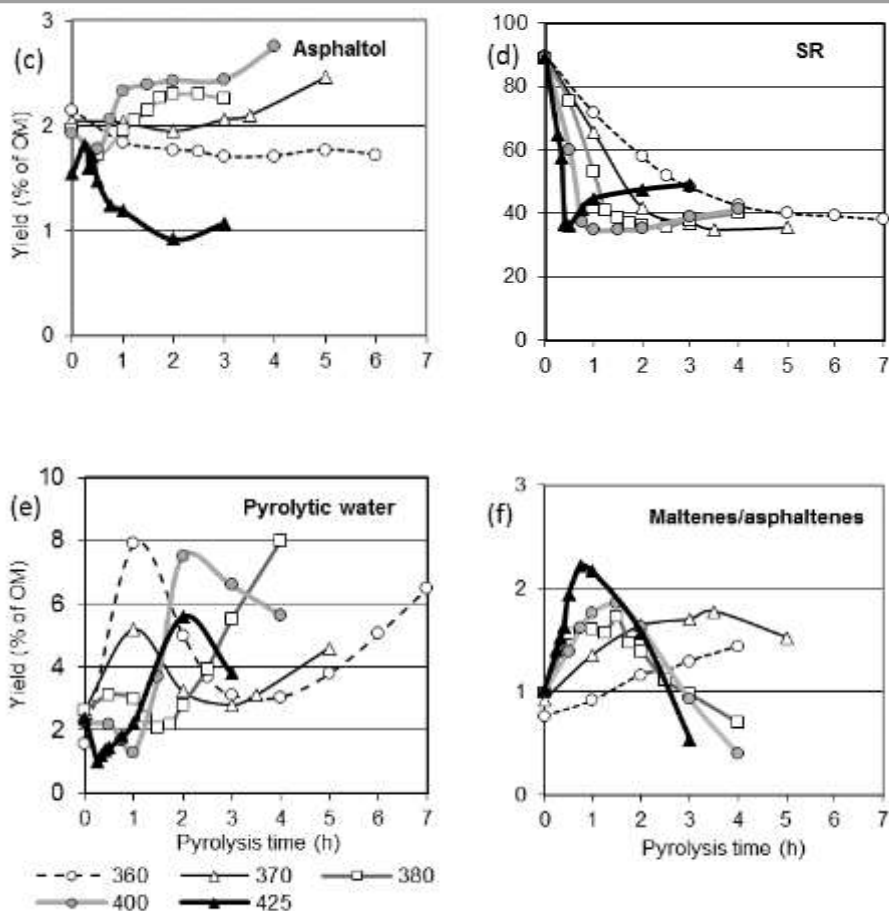 (c)
Asphaltol
Yield (% of OM)
3
2
1
0
0 1 2 3 4 5 6 7
(d)
SR
100
80
60
40
20
0
0 1 2 3 4 5 6 7
(e)
Pyrolytic water
Yield (% of OM)
10
8
6
4
2
0
0 1 2 3 4 5 6 7
Pyrolysis time (h)
(f)
Maltenes/asphaltenes
3
2
1
0
0 1 2 3 4 5 6 7
Pyrolysis time (h)
360 370 380
400 425